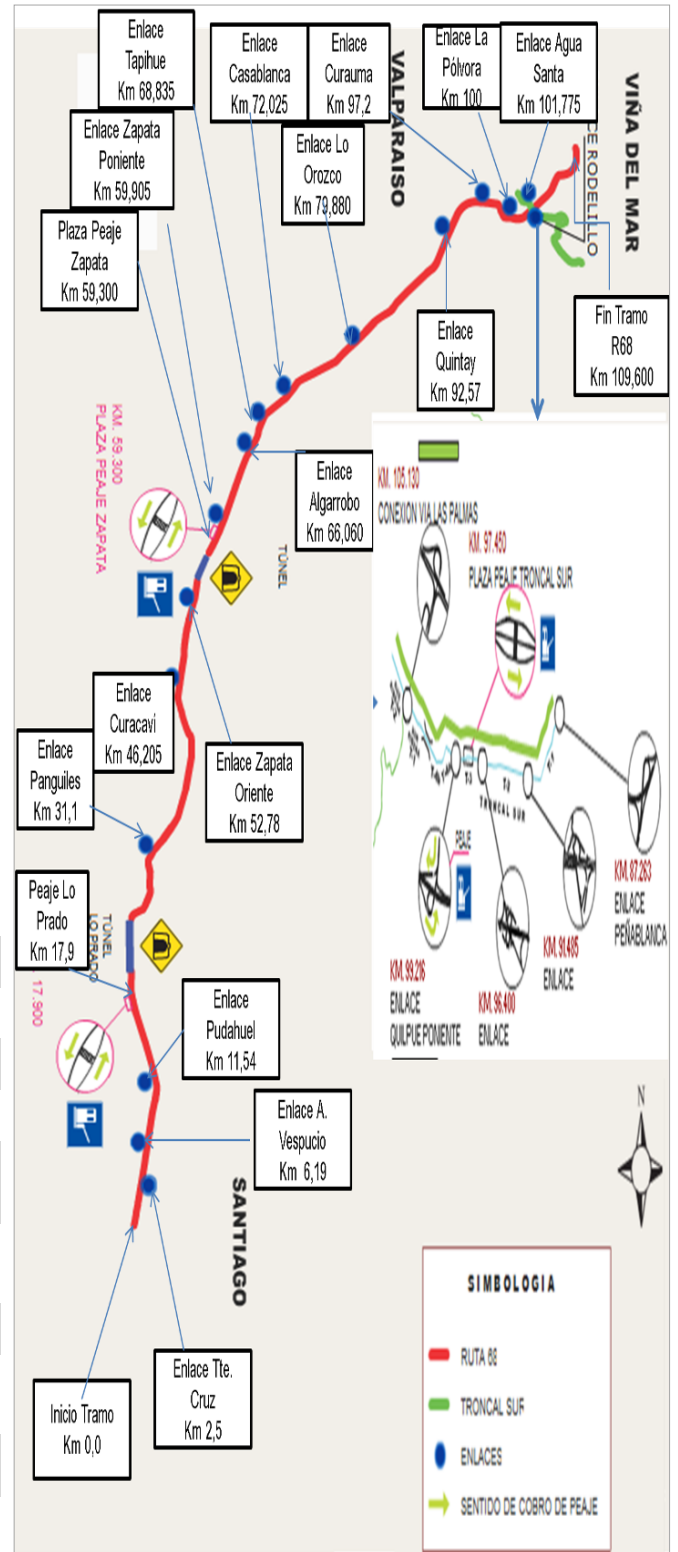 Enlace
Tapihue
Km 68,835
Enlace
Casablanca
Km 72,025
Enlace
Curauma
Km 97,2
VALPARAISO
Enlace La
Pólvora
Km 100
Enlace Agua
Santa
Km 101,775
VIÑA DEL MAR
CE RODELILLO
Enlace Zapata
Poniente
Km 59,905
Enlace Lo
Orozco
Km 79,880
Plaza Peaje
Zapata
Km 59,300
Enlace
Quintay
Km 92,57
Fin Tramo
R68
Km 109,600
KM. 59.300
PLAZA PEAJE ZAPATA
Enlace
Algarrobo
Km 66,060
TÚNEL
KM. 105.130
CONEXION VIA LAS PALMAS
KM. 97.450
PLAZA PEAJE TRONCAL SUR
Enlace
Curacavi
Km 46,205
Enlace
Panguiles
Km 31,1
Enlace Zapata
Oriente
Km 52,78
T3
T2
T1
TRONCAL SUR
PEAJE
KM. 87.263
ENLACE
PEÑABLANCA
KM. 91.485
ENLACE
KM. 96.400
ENLACE
KM. 99.216
ENLACE
QUILPUE PONIENTE
Peaje Lo
Prado
Km 17,9
TÚNEL
LO PRADO
17.900
Enlace
Pudahuel
Km 11,54
Enlace A.
Vespucio
Km 6,19
SANTIAGO
N
Enlace Tte.
Cruz
Km 2,5
Inicio Tramo
Km 0,0
SIMBOLOGIA
RUTA 68
TRONCAL SUR
ENLACES
SENTIDO DE COBRO DE PEAJE